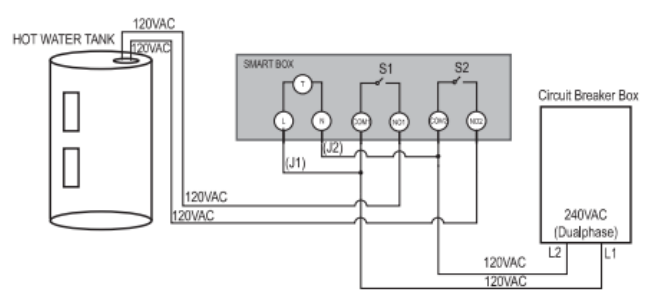 120VAC
HOT WATER TANK
120VAC
SMART BOX
S1
S2
T
L
N
COM1
NO1
COM2
NO2
Circuit Breaker Box
(J1)
(J2)
120VAC
120VAC
240VAC
(Dualphase)
L2
L1
120VAC
120VAC